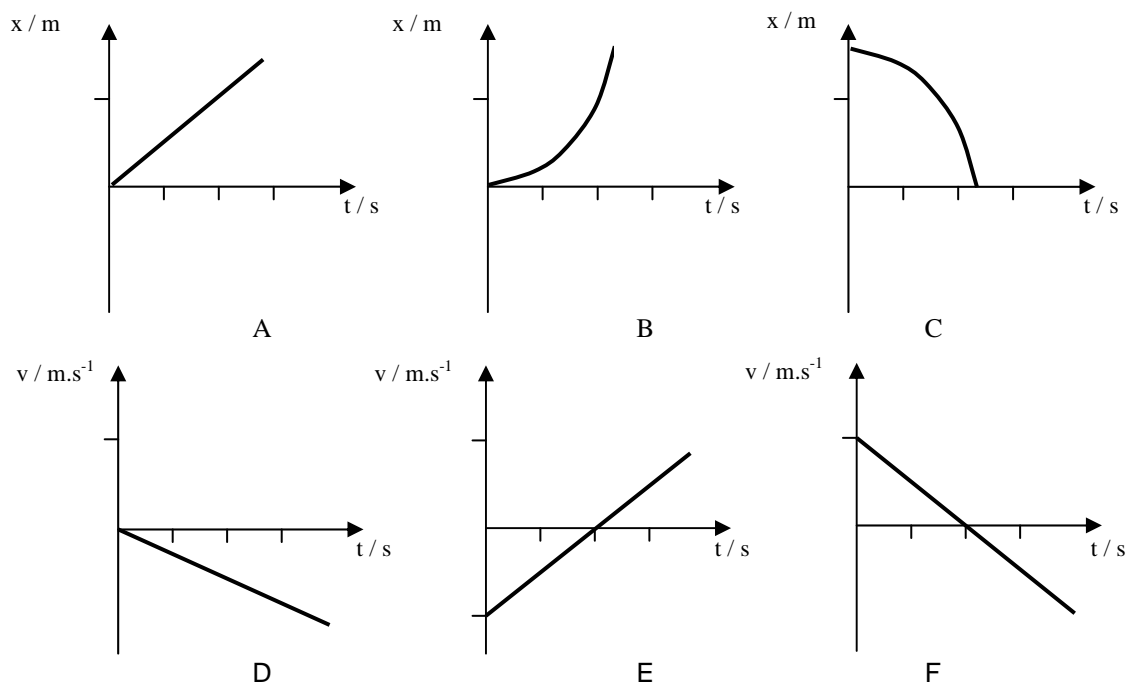 x / m x / m x / m
t / s t / s t / s
A B C
v / m.s⁻¹ v / m.s⁻¹ v / m.s⁻¹
t / s t / s t / s
D E F